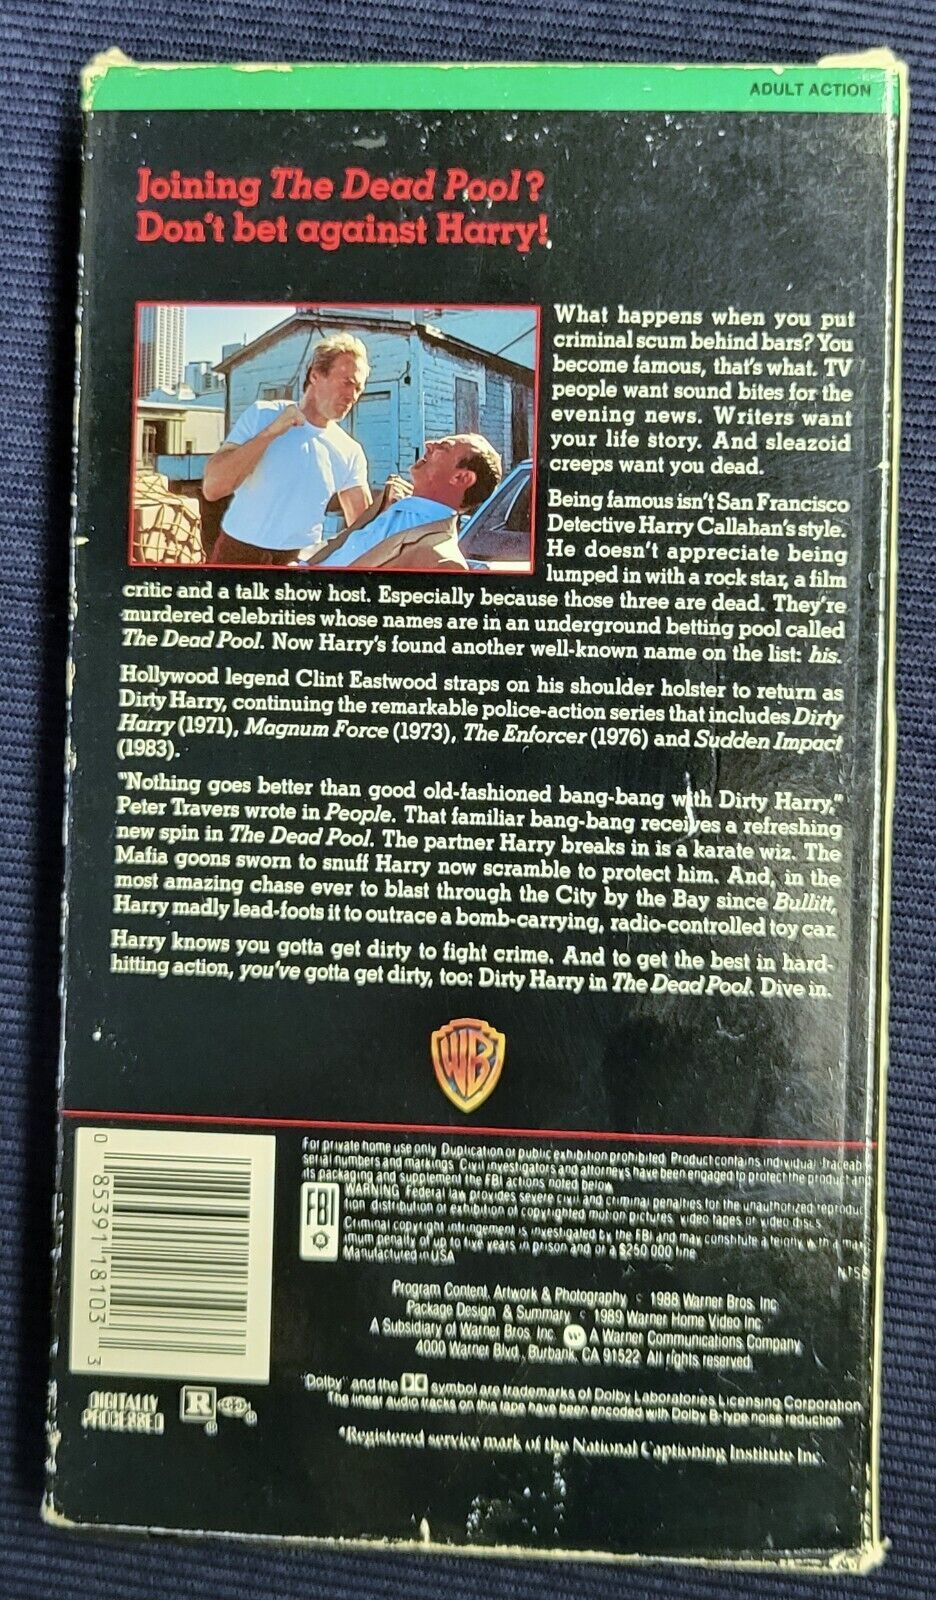 ADULT ACTION
Joining The Dead Pool?
Don't bet against Harry!
What happens when you put
criminal scum behind bars? You
become famous, that's what. TV
people want sound bites for the
evening news. Writers want
your life story. And sleazoid
creeps want you dead.
Being famous isn't San Francisco
Detective Harry Callahan's style.
He doesn't appreciate being
lumped in with a rock star, a film
critic and a talk show host. Especially because those three are dead. They're
murdered celebrities whose names are in an underground betting pool called
The Dead Pool. Now Harry's found another well-known name on the list: his.
Hollywood legend Clint Eastwood straps on his shoulder holster to return as
Dirty Harry, continuing the remarkable police-action series that includes Dirty
Harry (1971), Magnum Force (1973), The Enforcer (1976) and Sudden Impact
(1983).
"Nothing goes better than good old-fashioned bang-bang with Dirty Harry,"
Peter Travers wrote in People. That familiar bang-bang receives a refreshing
new spin in The Dead Pool. The partner Harry breaks in is a karate wiz. The
Mafia goons sworn to snuff Harry now scramble to protect him. And, in the
most amazing chase ever to blast through the City by the Bay since Bullitt,
Harry madly lead-foots it to outrace a bomb-carrying, radio-controlled toy car.
Harry knows you gotta get dirty to fight crime. And to get the best in hard-
hitting action, you've gotta get dirty, too: Dirty Harry in The Dead Pool. Dive in.
WB
0 85391 18103 3
For private home use only. Duplication or public exhibition prohibited. Product contains individual traceab
serial numbers and markings. Civil investigators and attorneys have been engaged to protect the product an
its packaging and supplement the FBI actions noted below.
FBI
WARNING: Federal law provides severe civil and criminal penalties for the unauthorized reproduc
tion, distribution or exhibition of copyrighted motion pictures, video tapes or video discs.
Criminal copyright infringement is investigated by the FBI and may constitute a felony with a maxi
mum penalty of up to five years in prison and or a $250 000 fine.
Manufactured in USA
NTSC
Program Content, Artwork & Photography © 1988 Warner Bros. Inc.
Package Design & Summary © 1989 Warner Home Video Inc.
A Subsidiary of Warner Bros. Inc. A Warner Communications Company
4000 Warner Blvd., Burbank, CA 91522 All rights reserved
DIGITALLY
PROCESSED
R ®
®
"Dolby" and the symbol are trademarks of Dolby Laboratories Licensing Corporation
The linear audio tracks on this tape have been encoded with Dolby B-type noise reduction
*Registered service mark of the National Captioning Institute Inc.